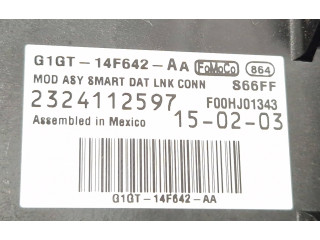 G1GT-14F642-AA FoMoCo 864
MOD ASY SMART DAT LNK CONN S66FF
2324112597 F00HJ01343
Assembled in Mexico 15-02-03
G1GT-14F642-AA